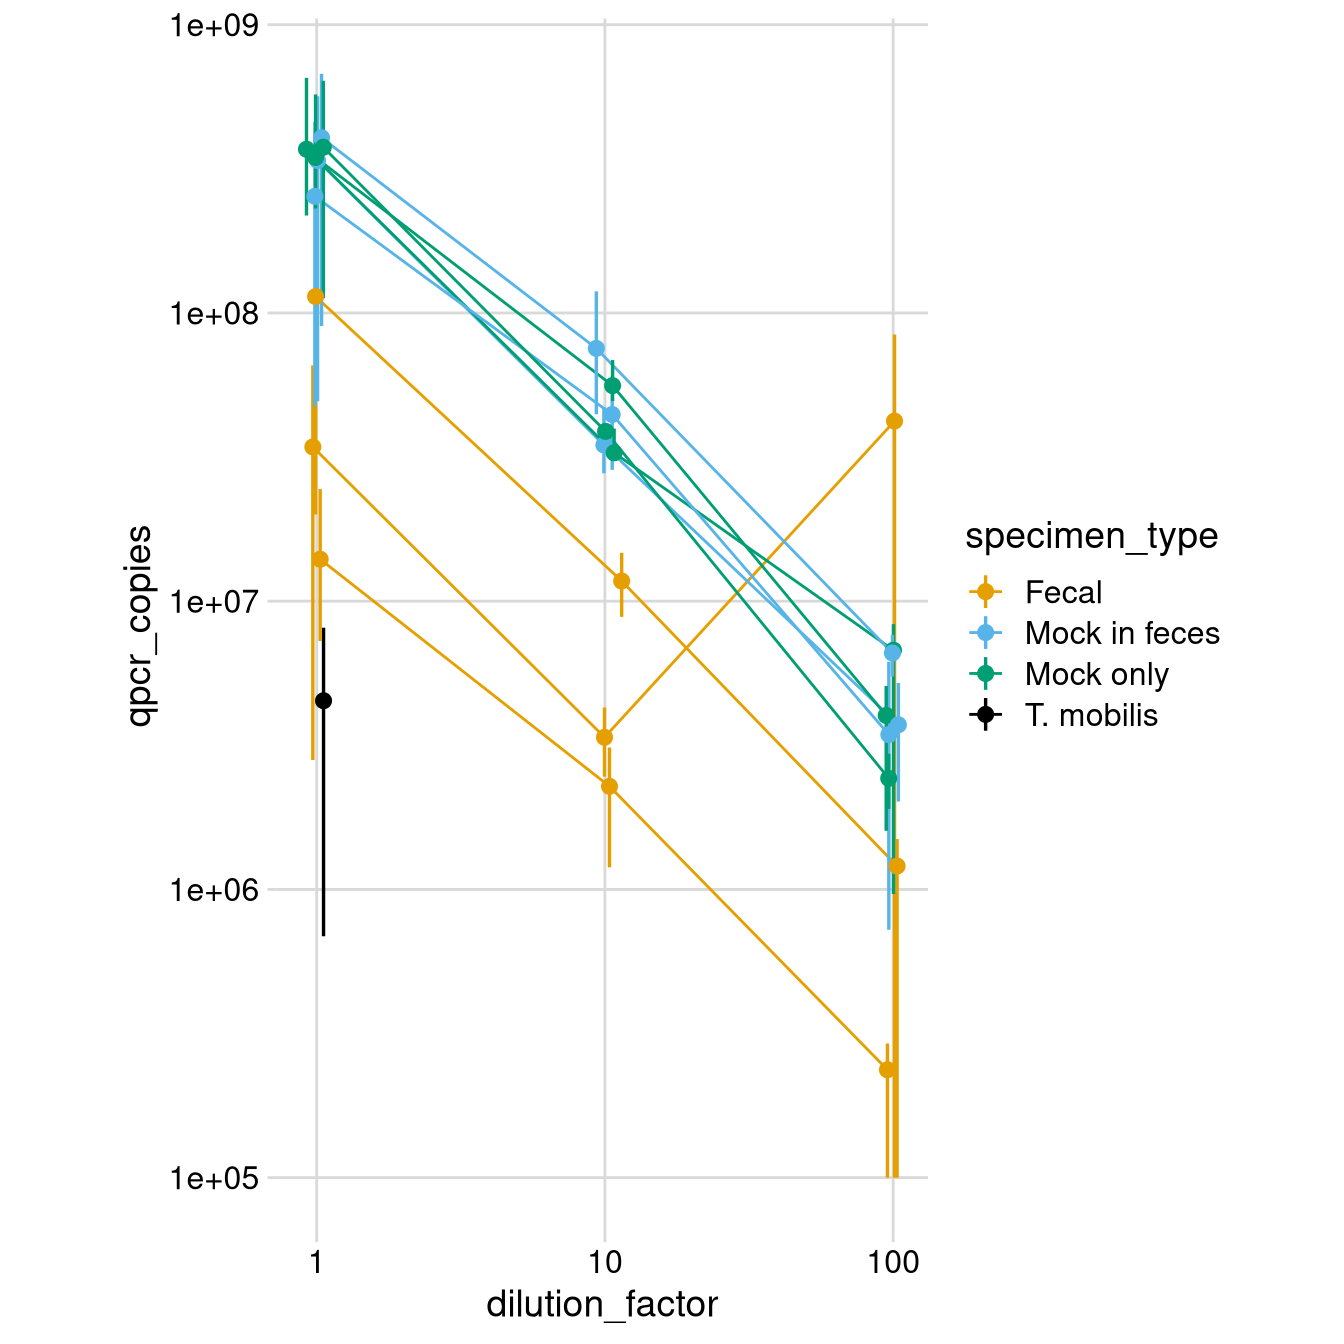 1e+09
1e+08
1e+07
1e+06
1e+05
qpcr_copies
1 10 100
dilution_factor
specimen_type
Fecal
Mock in feces
Mock only
T. mobilis